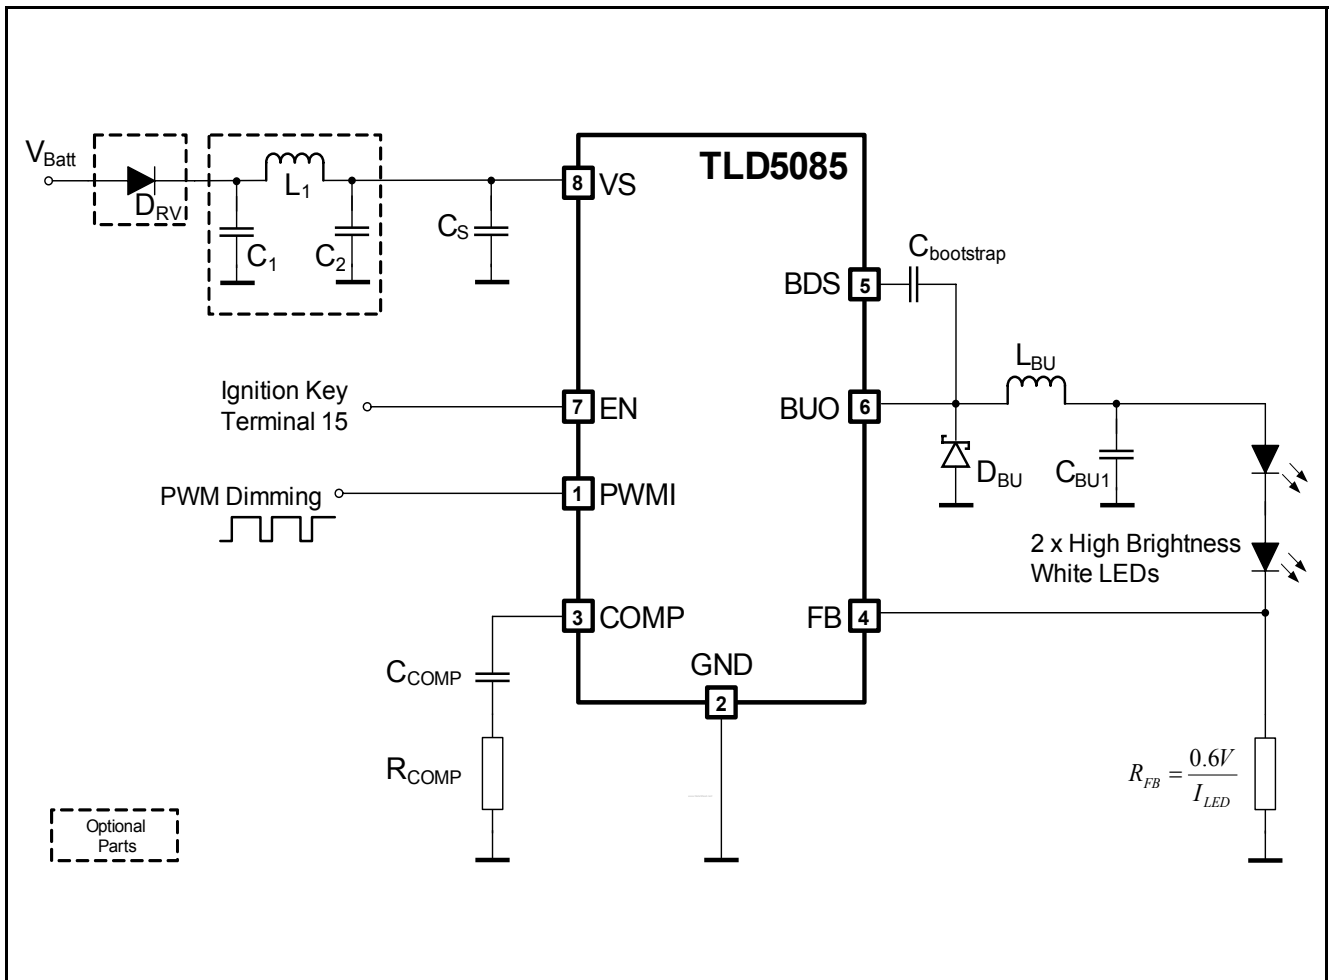 TLD5085
V_Batt
D_RV
L_1
C_1
C_2
C_S
8 VS
C_bootstrap
BDS 5
L_BU
Ignition Key
Terminal 15
7 EN
BUO 6
D_BU
C_BU1
PWM Dimming
1 PWMI
2 x High Brightness
White LEDs
3 COMP
FB 4
C_COMP
GND
2
R_COMP
R_FB = 0.6V / I_LED
Optional
Parts